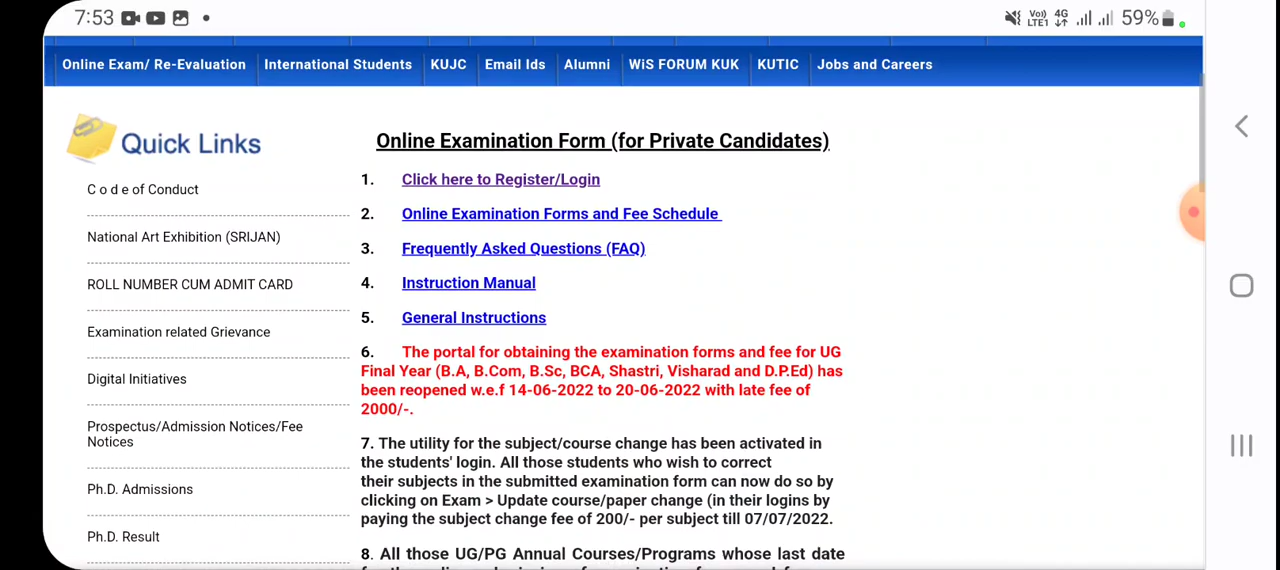 7:53
Vo)) 4G
LTE1
59%
Online Exam/ Re-Evaluation International Students KUJC Email Ids Alumni WiS FORUM KUK KUTIC Jobs and Careers
Quick Links
C o d e of Conduct
National Art Exhibition (SRIJAN)
ROLL NUMBER CUM ADMIT CARD
Examination related Grievance
Digital Initiatives
Prospectus/Admission Notices/Fee
Notices
Ph.D. Admissions
Ph.D. Result
Online Examination Form (for Private Candidates)
1. Click here to Register/Login
2. Online Examination Forms and Fee Schedule
3. Frequently Asked Questions (FAQ)
4. Instruction Manual
5. General Instructions
6. The portal for obtaining the examination forms and fee for UG
Final Year (B.A, B.Com, B.Sc, BCA, Shastri, Visharad and D.P.Ed) has
been reopened w.e.f 14-06-2022 to 20-06-2022 with late fee of
2000/-.
7. The utility for the subject/course change has been activated in
the students' login. All those students who wish to correct
their subjects in the submitted examination form can now do so by
clicking on Exam > Update course/paper change (in their logins by
paying the subject change fee of 200/- per subject till 07/07/2022.
8. All those UG/PG Annual Courses/Programs whose last date